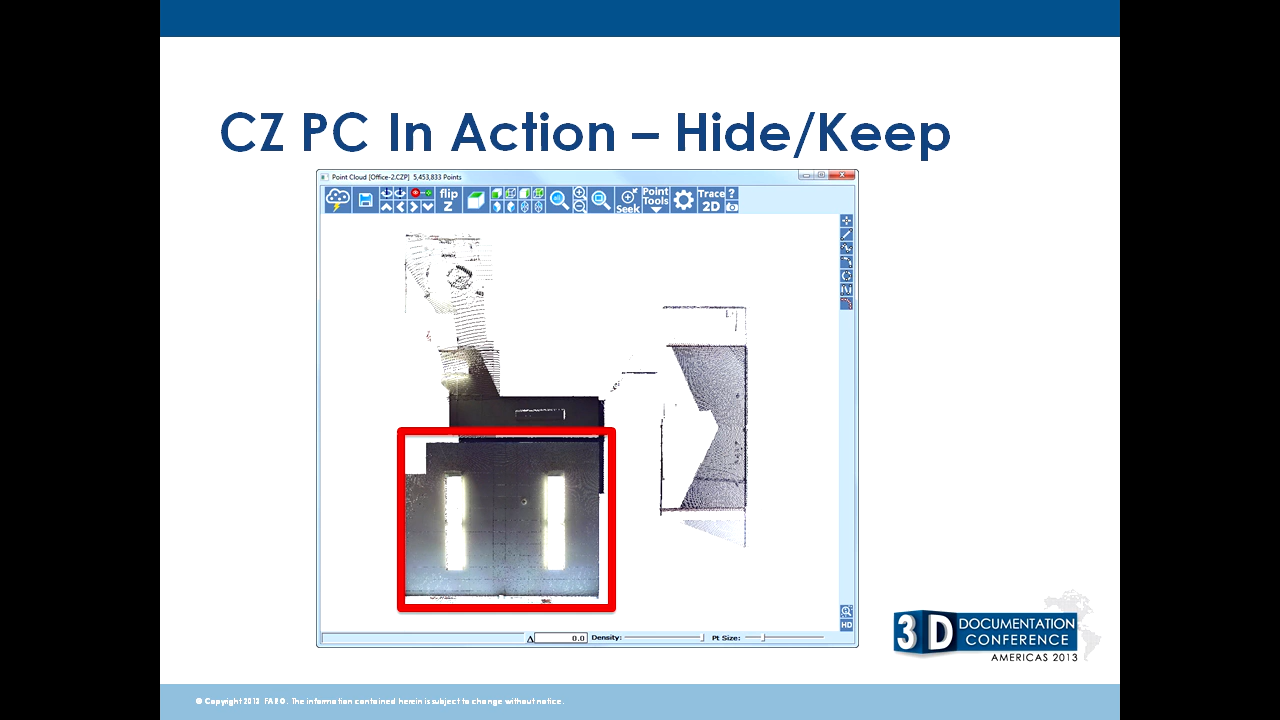 CZ PC In Action – Hide/Keep
Point Cloud [Office-2.CZP] 5,453,833 Points
flip Z
Seek
Point Tools
Trace 2D
?
HD
Δ 0.0 Density: Pt Size:
3D DOCUMENTATION CONFERENCE
AMERICAS 2013
© Copyright 2013 FARO. The information contained herein is subject to change without notice.